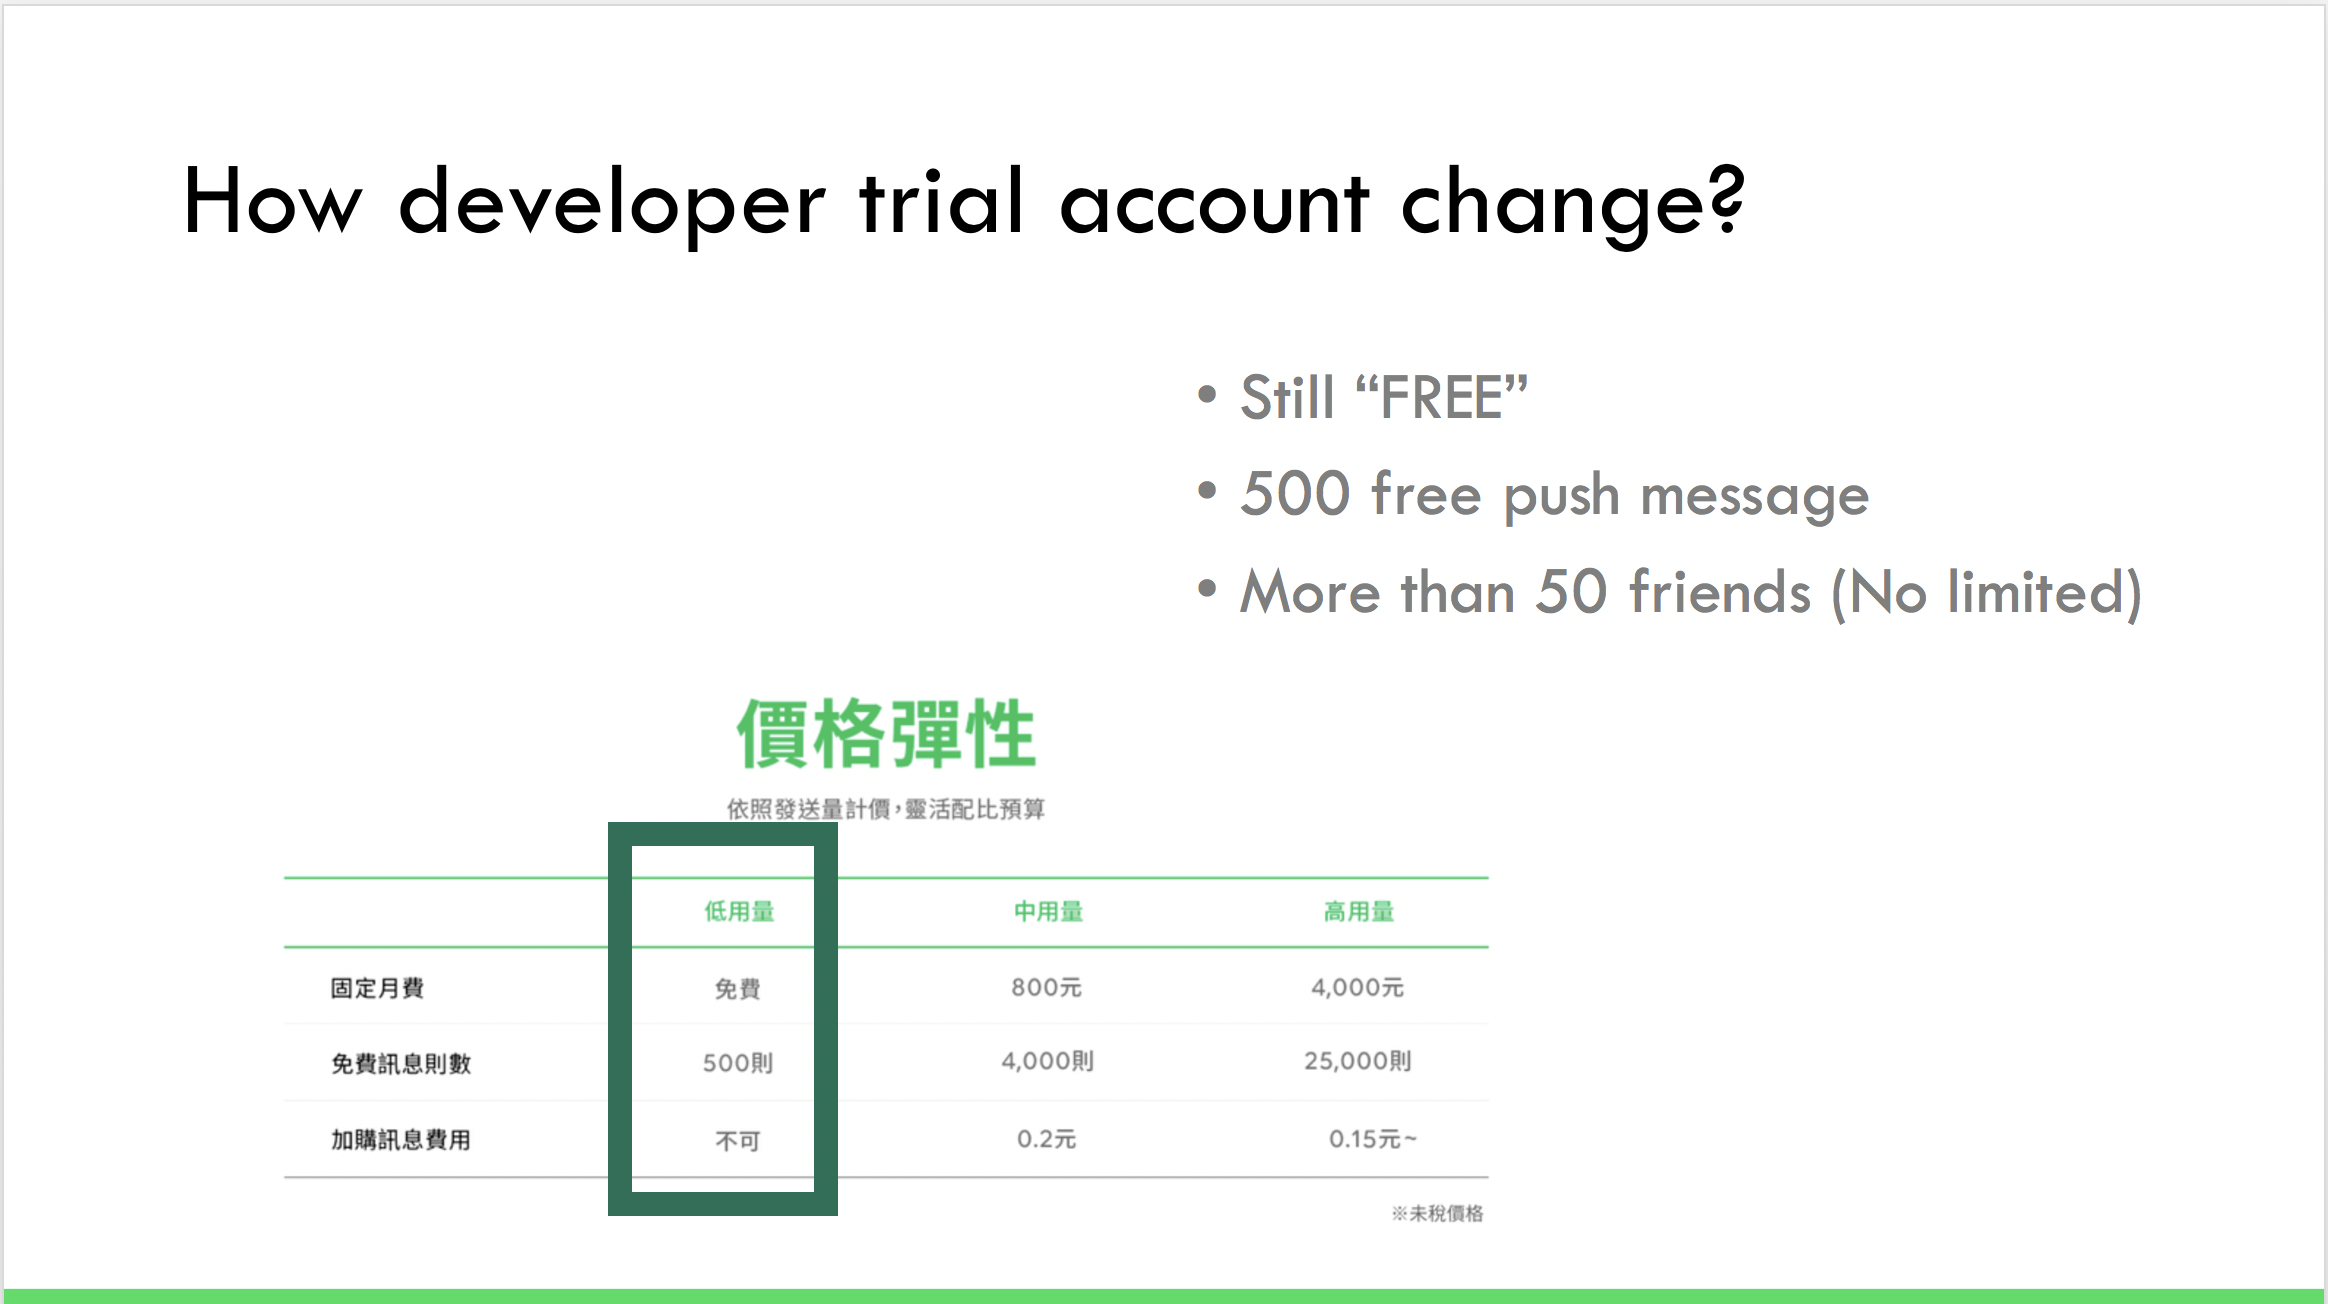 How developer trial account change?
• Still “FREE”
• 500 free push message
• More than 50 friends (No limited)
價格彈性
依照發送量計價,靈活配比預算
低用量 中用量 高用量
固定月費 免費 800元 4,000元
免費訊息則數 500則 4,000則 25,000則
加購訊息費用 不可 0.2元 0.15元~
※未稅價格